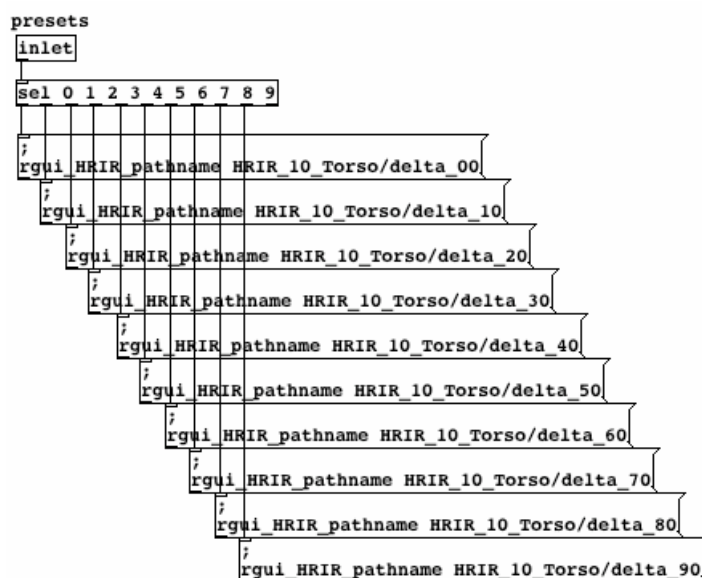 presets
inlet
sel 0 1 2 3 4 5 6 7 8 9
;
rgui_HRIR_pathname HRIR_10_Torso/delta_00
;
rgui_HRIR_pathname HRIR_10_Torso/delta_10
;
rgui_HRIR_pathname HRIR_10_Torso/delta_20
;
rgui_HRIR_pathname HRIR_10_Torso/delta_30
;
rgui_HRIR_pathname HRIR_10_Torso/delta_40
;
rgui_HRIR_pathname HRIR_10_Torso/delta_50
;
rgui_HRIR_pathname HRIR_10_Torso/delta_60
;
rgui_HRIR_pathname HRIR_10_Torso/delta_70
;
rgui_HRIR_pathname HRIR_10_Torso/delta_80
;
rgui_HRIR_pathname HRIR_10_Torso/delta_90